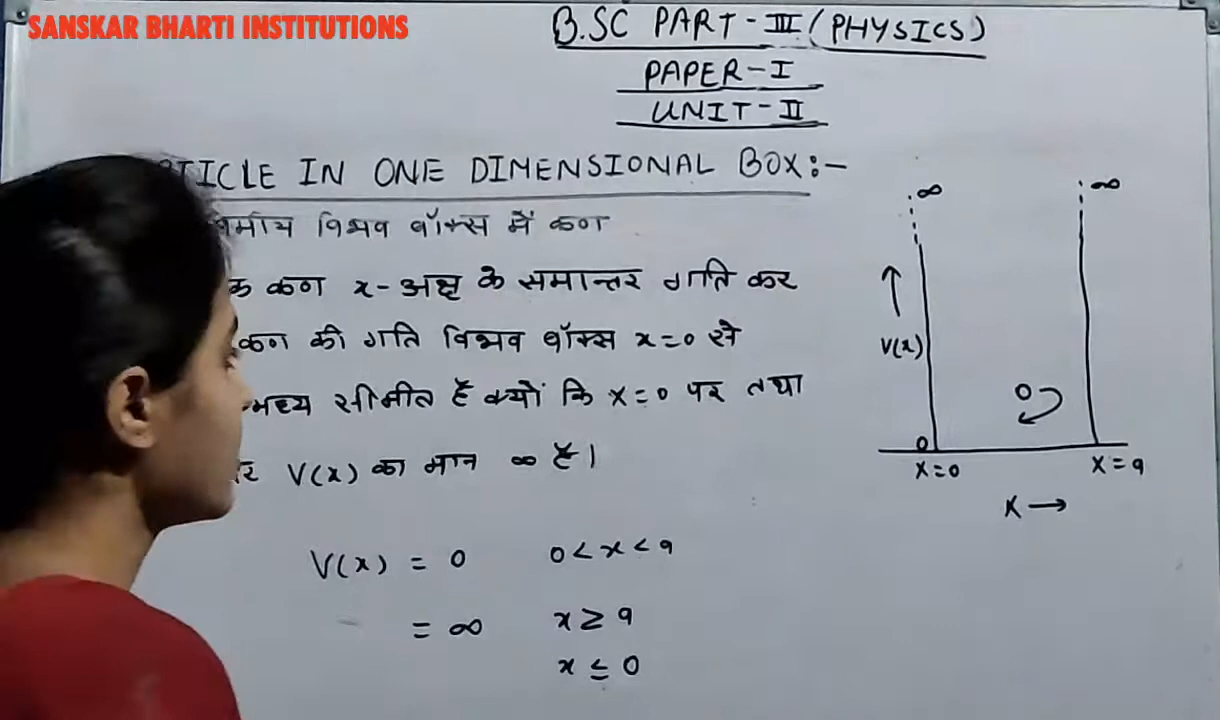 SANSKAR BHARTI INSTITUTIONS
B.SC PART-III (PHYSICS)
PAPER-I
UNIT-II
TICLE IN ONE DIMENSIONAL BOX:-
विभव बॉक्स में कण
कण x-अक्ष के समान्तर गति कर
कण की गति विभव बॉक्स x=0 से
मध्य सीमीत है क्यों कि x=0 पर तथा
V(x) का मान ∞ है।
V(x) = 0 0<x<a
= ∞ x≥a
x≤0
∞ ∞
V(x)
0
x=0 x=a
x→